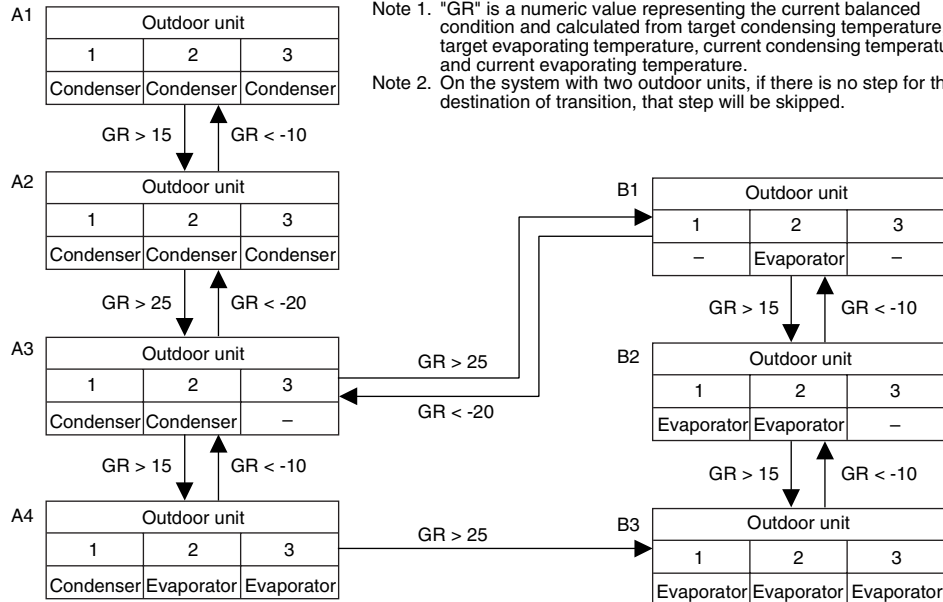 Note 1. "GR" is a numeric value representing the current balanced
condition and calculated from target condensing temperature
target evaporating temperature, current condensing
and current evaporating temperature.
Note 2. On the system with two outdoor units, if there is no step for
destination of transition, that step will be skipped.
A1
Outdoor unit
1 2 3
Condenser Condenser Condenser
GR > 15 GR < -10
A2
Outdoor unit
1 2 3
Condenser Condenser Condenser
GR > 25 GR < -20
A3
Outdoor unit
1 2 3
Condenser Condenser –
GR > 15 GR < -10
A4
Outdoor unit
1 2 3
Condenser Evaporator Evaporator
GR > 25
GR < -20
GR > 25
B1
Outdoor unit
1 2 3
– Evaporator –
GR > 15 GR < -10
B2
Outdoor unit
1 2 3
Evaporator Evaporator –
GR > 15 GR < -10
B3
Outdoor unit
1 2 3
Evaporator Evaporator Evaporator